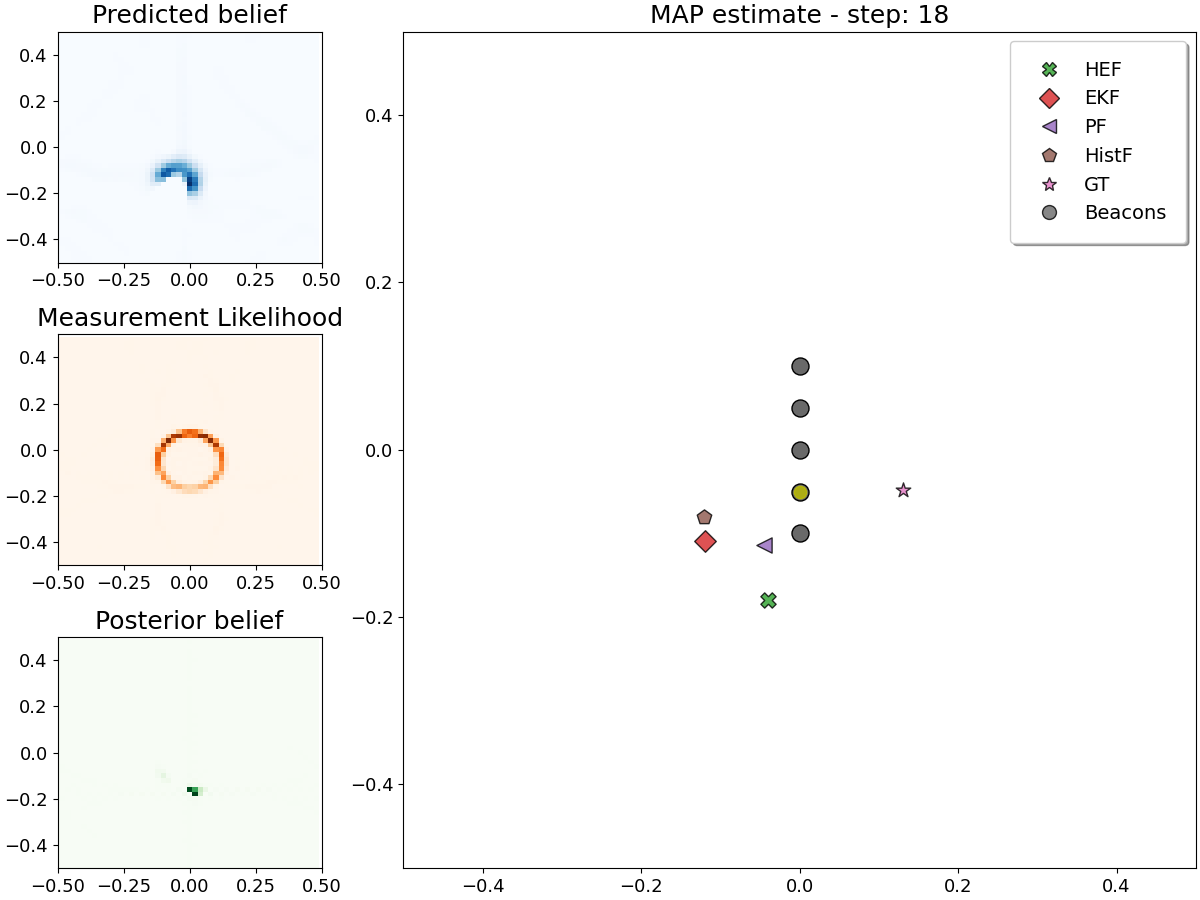 Predicted belief
0.4
0.2
0.0
−0.2
−0.4
−0.50 −0.25 0.00 0.25 0.50
Measurement Likelihood
0.4
0.2
0.0
−0.2
−0.4
−0.50 −0.25 0.00 0.25 0.50
Posterior belief
0.4
0.2
0.0
−0.2
−0.4
−0.50 −0.25 0.00 0.25 0.50
MAP estimate - step: 18
HEF
EKF
PF
HistF
GT
Beacons
0.4
0.2
0.0
−0.2
−0.4
−0.4 −0.2 0.0 0.2 0.4